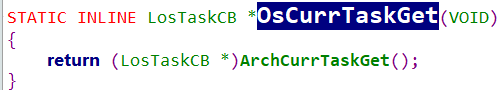 STATIC INLINE LosTaskCB *OsCurrTaskGet(VOID)
{
    return (LosTaskCB *)ArchCurrTaskGet();
}